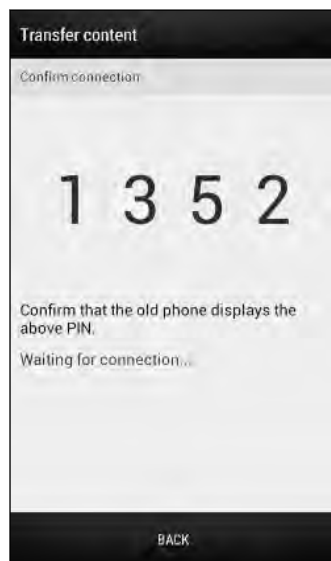 Transfer content
Confirm connection
1 3 5 2
Confirm that the old phone displays the
above PIN.
Waiting for connection...
BACK